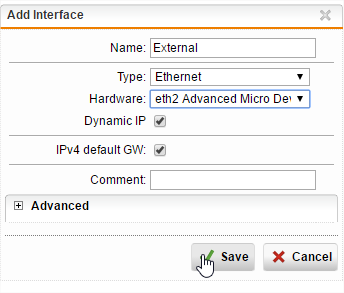 Add Interface
Name: External
Type: Ethernet
Hardware: eth2 Advanced Micro Dev
Dynamic IP
IPv4 default GW:
Comment:
Advanced
Save Cancel